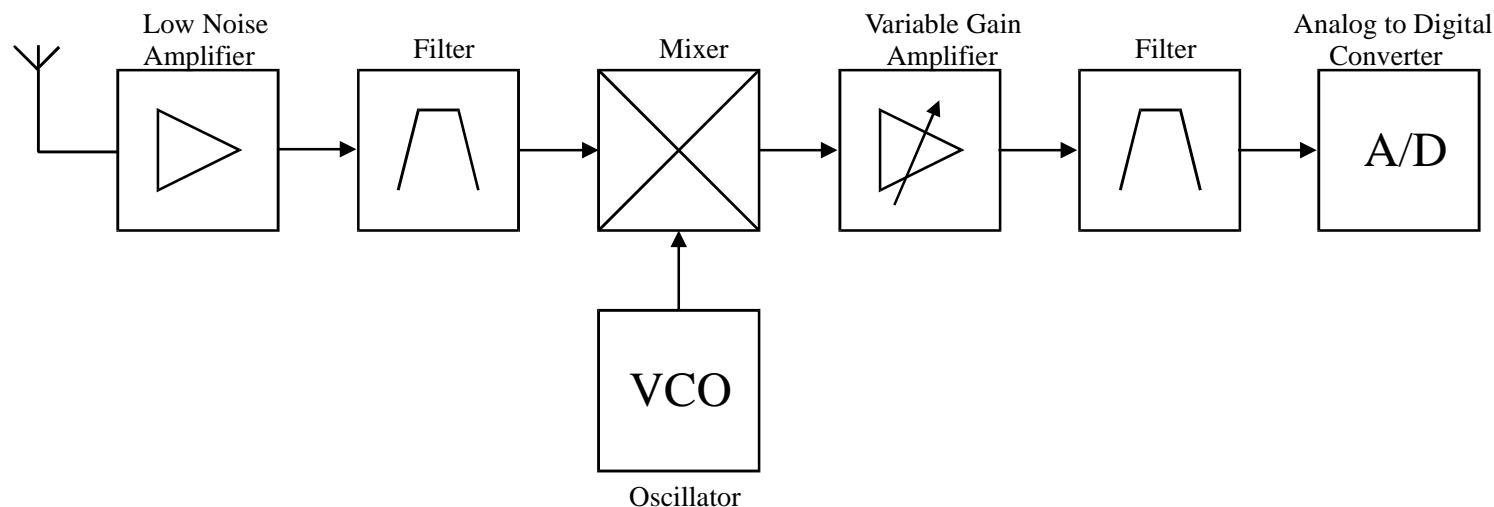 Low Noise
Amplifier
Filter
Mixer
Variable Gain
Amplifier
Filter
Analog to Digital
Converter
A/D
VCO
Oscillator